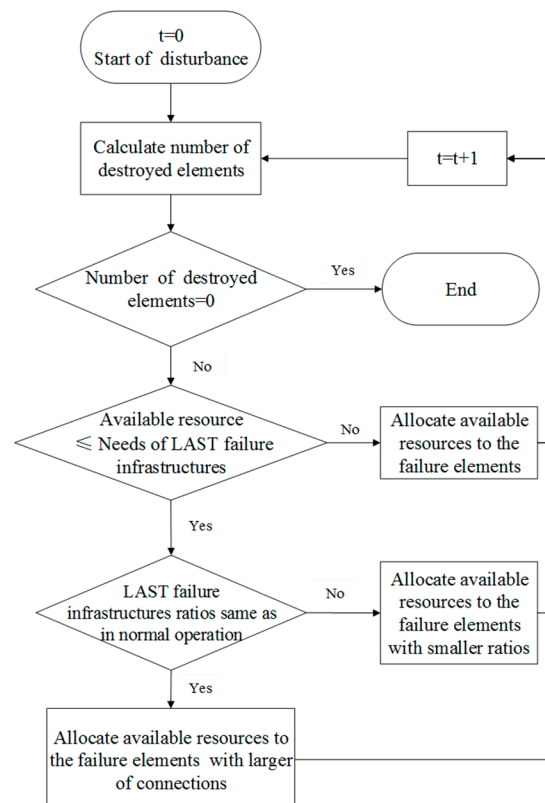 t=0
Start of disturbance
Calculate number of
destroyed elements
t=t+1
Number of destroyed
elements=0
Yes
End
No
Available resource
≤ Needs of LAST failure
infrastructures
No
Allocate available
resources to the
failure elements
Yes
LAST failure
infrastructures ratios same as
in normal operation
No
Allocate available
resources to the
failure elements
with smaller ratios
Yes
Allocate available resources to
the failure elements with larger
of connections